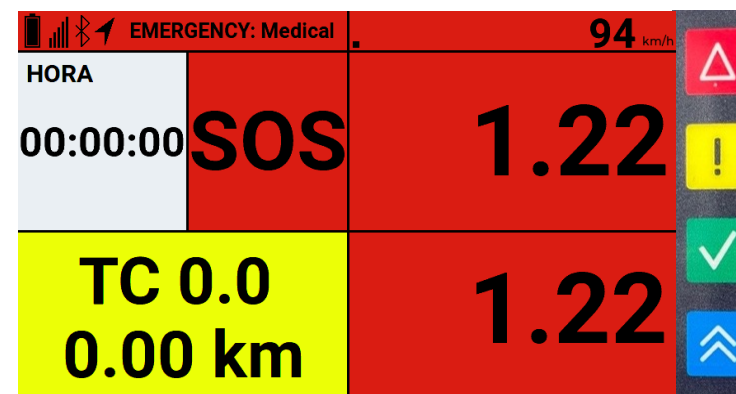 EMERGENCY: Medical
94 km/h
HORA
00:00:00
SOS
1.22
TC 0.0
0.00 km
1.22